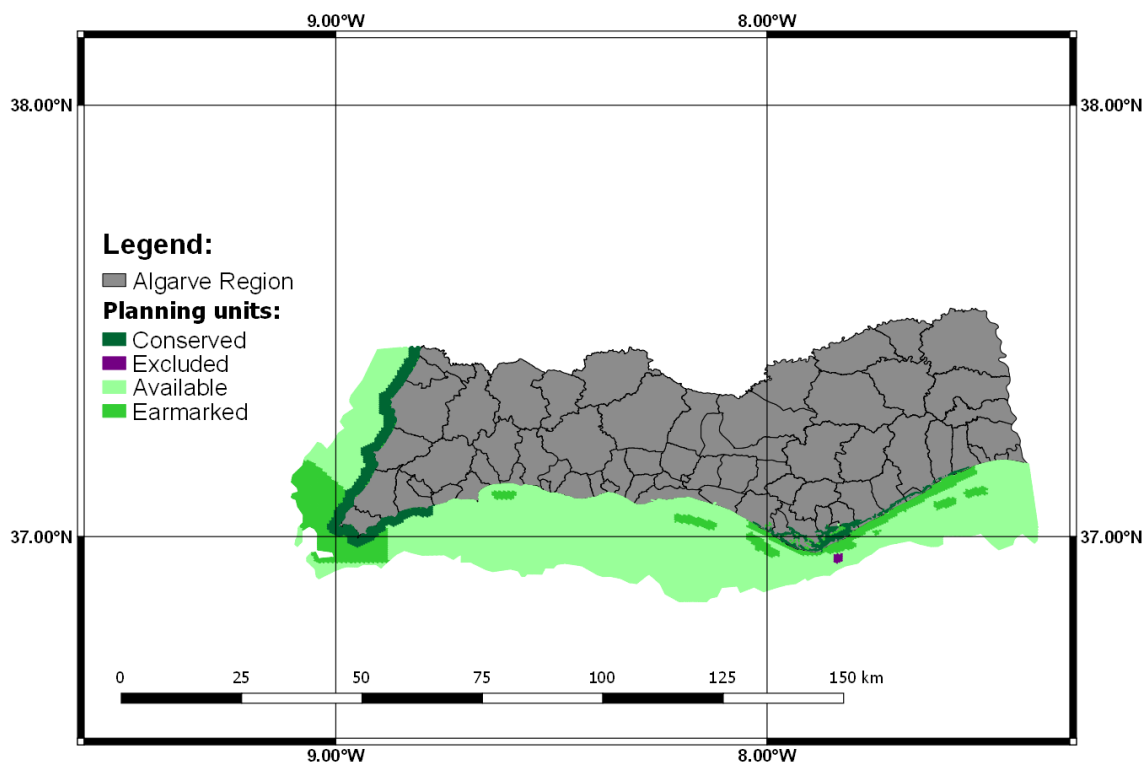 9.00°W 8.00°W
38.00°N 38.00°N
Legend:
Algarve Region
Planning units:
Conserved
Excluded
Available
Earmarked
37.00°N 37.00°N
0 25 50 75 100 125 150 km
9.00°W 8.00°W